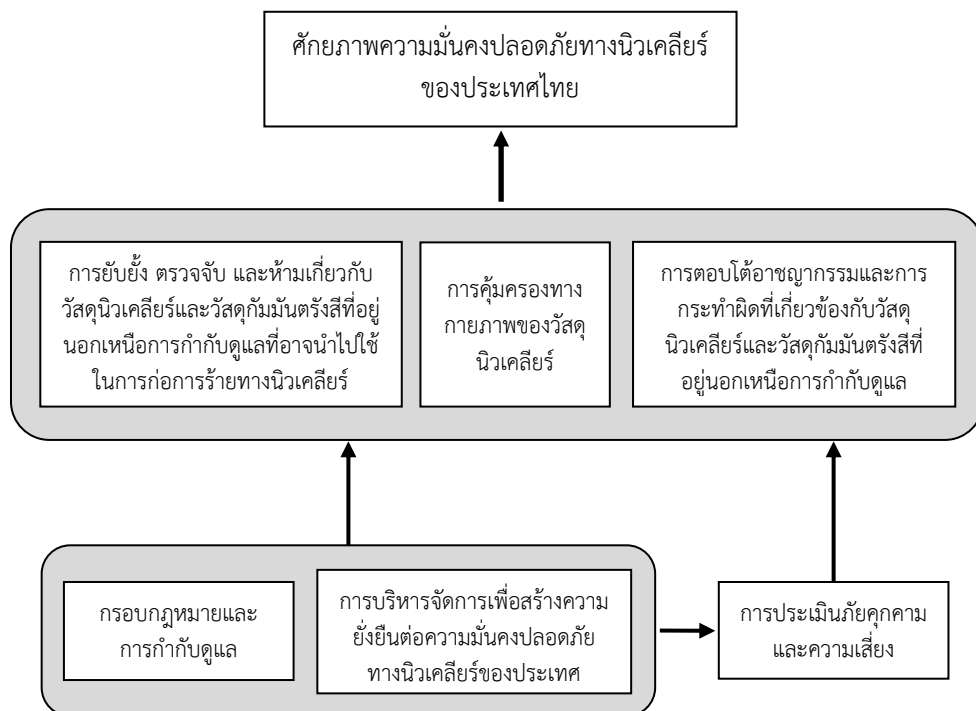 ศักยภาพความมั่นคงปลอดภัยทางนิวเคลียร์
ของประเทศไทย
การยับยั้ง ตรวจจับ และห้ามเกี่ยวกับ
วัสดุนิวเคลียร์และวัสดุกัมมันตรังสีที่อยู่
นอกเหนือการกำกับดูแลที่อาจนำไปใช้
ในการก่อการร้ายทางนิวเคลียร์
การคุ้มครองทาง
กายภาพของวัสดุ
นิวเคลียร์
การตอบโต้อาชญากรรมและการ
กระทำผิดที่เกี่ยวข้องกับวัสดุ
นิวเคลียร์และวัสดุกัมมันตรังสีที่
อยู่นอกเหนือการกำกับดูแล
กรอบกฎหมายและ
การกำกับดูแล
การบริหารจัดการเพื่อสร้างความ
ยั่งยืนต่อความมั่นคงปลอดภัย
ทางนิวเคลียร์ของประเทศ
การประเมินภัยคุกคาม
และความเสี่ยง